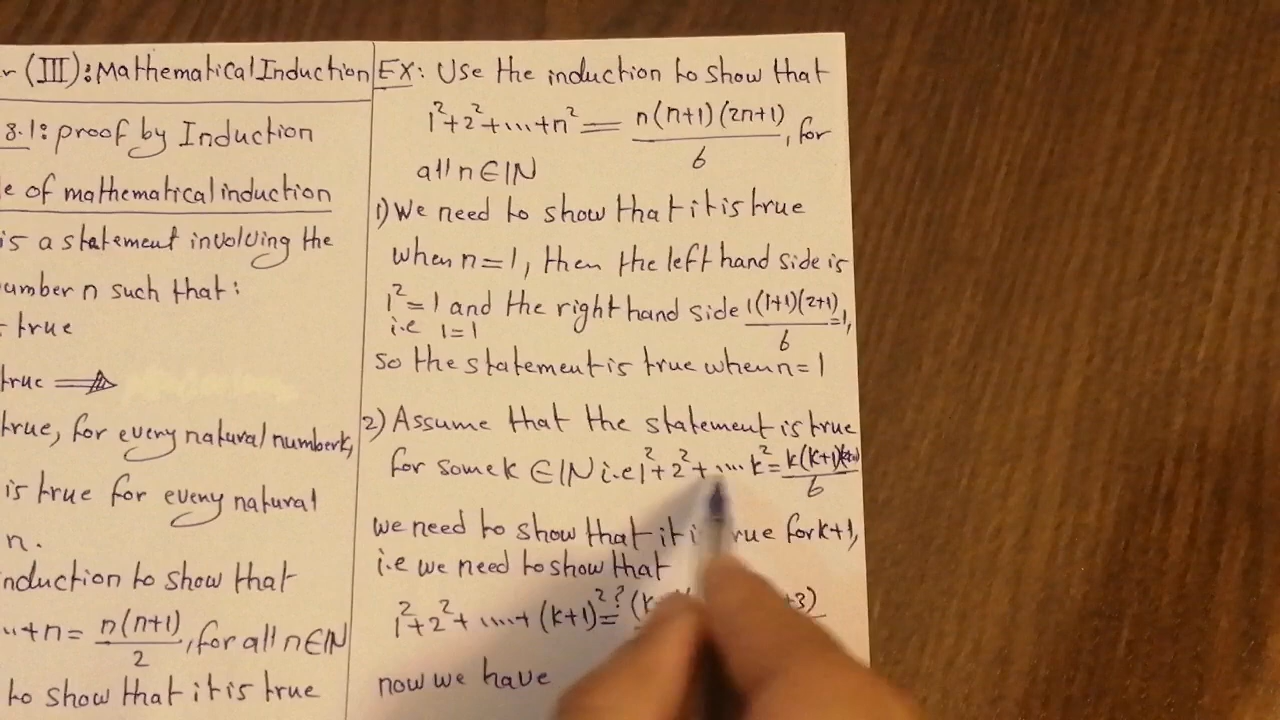 r (III): Mathematical Induction
8.1: proof by Induction
e of mathematical induction
is a statement involving the
umber n such that:
true
true ⟹
true, for every natural number k,
is true for every natural
n.
nduction to show that
+n = n(n+1)/2, for all n∈ℕ
to show that it is true
EX: Use the induction to show that
1²+2²+....+n² = n(n+1)(2n+1)/6, for
all n∈ℕ
1) We need to show that it is true
when n=1, then the left hand side is
1²=1 and the right hand side 1(1+1)(2+1)/6=1,
i.e 1=1
so the statement is true when n=1
2) Assume that the statement is true
for some k ∈ℕ i.e 1²+2²+....k² = k(k+1)/6
we need to show that it true for k+1,
i.e we need to show that
1²+2²+....+(k+1)² ?= (k +3)
now we have